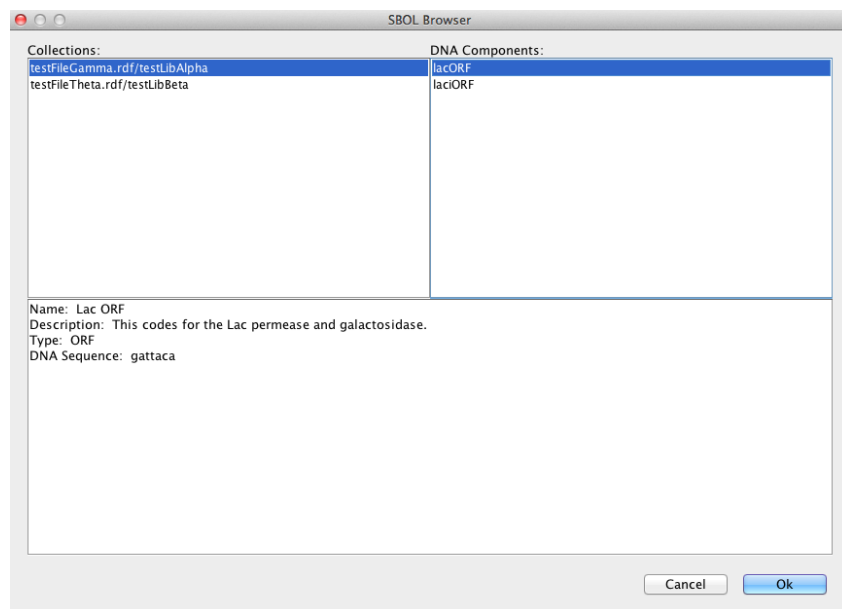 SBOL Browser
Collections:
DNA Components:
testFileGamma.rdf/testLibAlpha
lacORF
testFileTheta.rdf/testLibBeta
laciORF
Name:  Lac ORF
Description:  This codes for the Lac permease and galactosidase.
Type:  ORF
DNA Sequence:  gattaca
Cancel
Ok